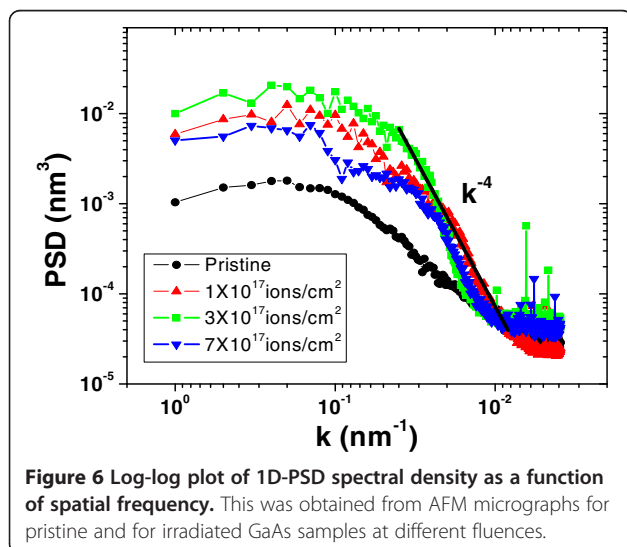 PSD (nm³)
10⁻²
10⁻³
10⁻⁴
10⁻⁵
k⁻⁴
Pristine
1X10¹⁷ions/cm²
3X10¹⁷ions/cm²
7X10¹⁷ions/cm²
10⁰
10⁻¹
10⁻²
k (nm⁻¹)
Figure 6 Log-log plot of 1D-PSD spectral density as a function
of spatial frequency. This was obtained from AFM micrographs for
pristine and for irradiated GaAs samples at different fluences.